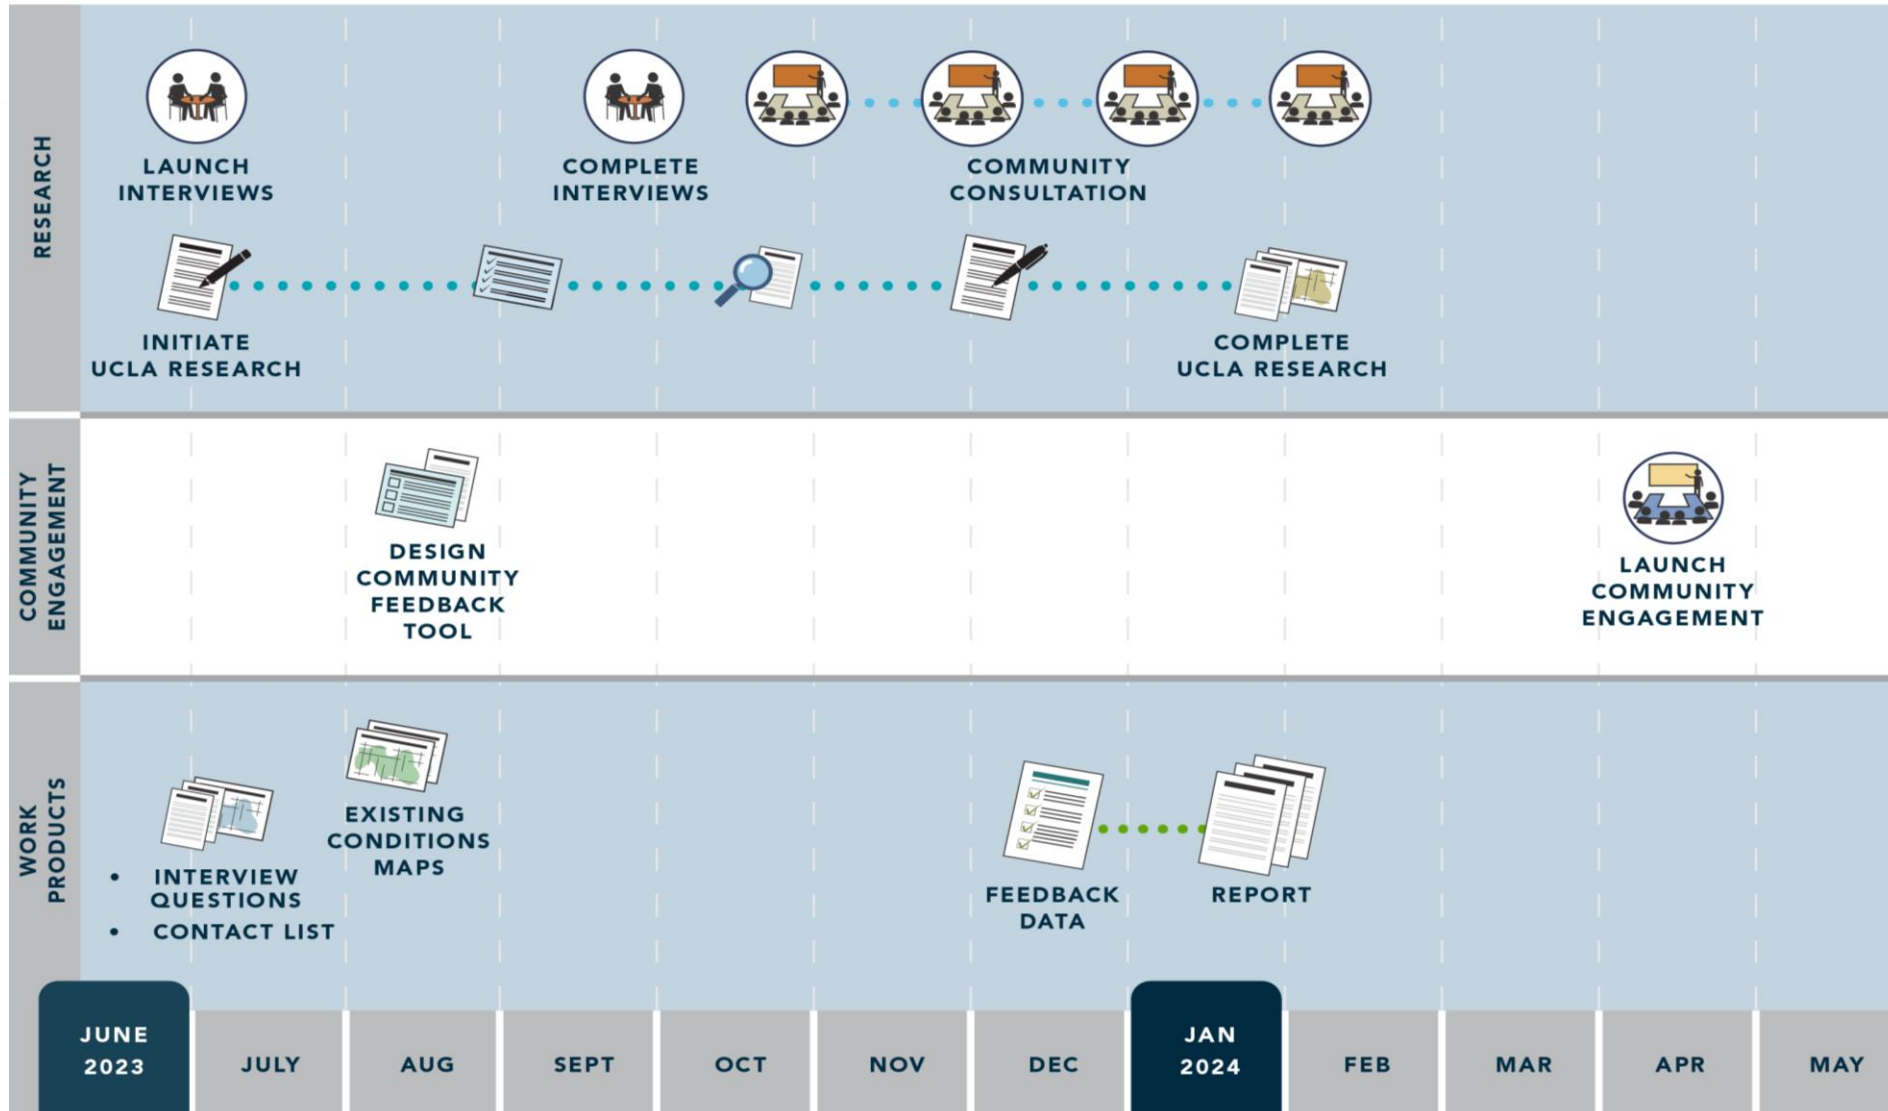 RESEARCH
LAUNCH
INTERVIEWS
COMPLETE
INTERVIEWS
COMMUNITY
CONSULTATION
INITIATE
UCLA RESEARCH
COMPLETE
UCLA RESEARCH
COMMUNITY
ENGAGEMENT
DESIGN
COMMUNITY
FEEDBACK
TOOL
LAUNCH
COMMUNITY
ENGAGEMENT
WORK
PRODUCTS
• INTERVIEW
QUESTIONS
• CONTACT LIST
EXISTING
CONDITIONS
MAPS
FEEDBACK
DATA
REPORT
JUNE
2023
JULY
AUG
SEPT
OCT
NOV
DEC
JAN
2024
FEB
MAR
APR
MAY